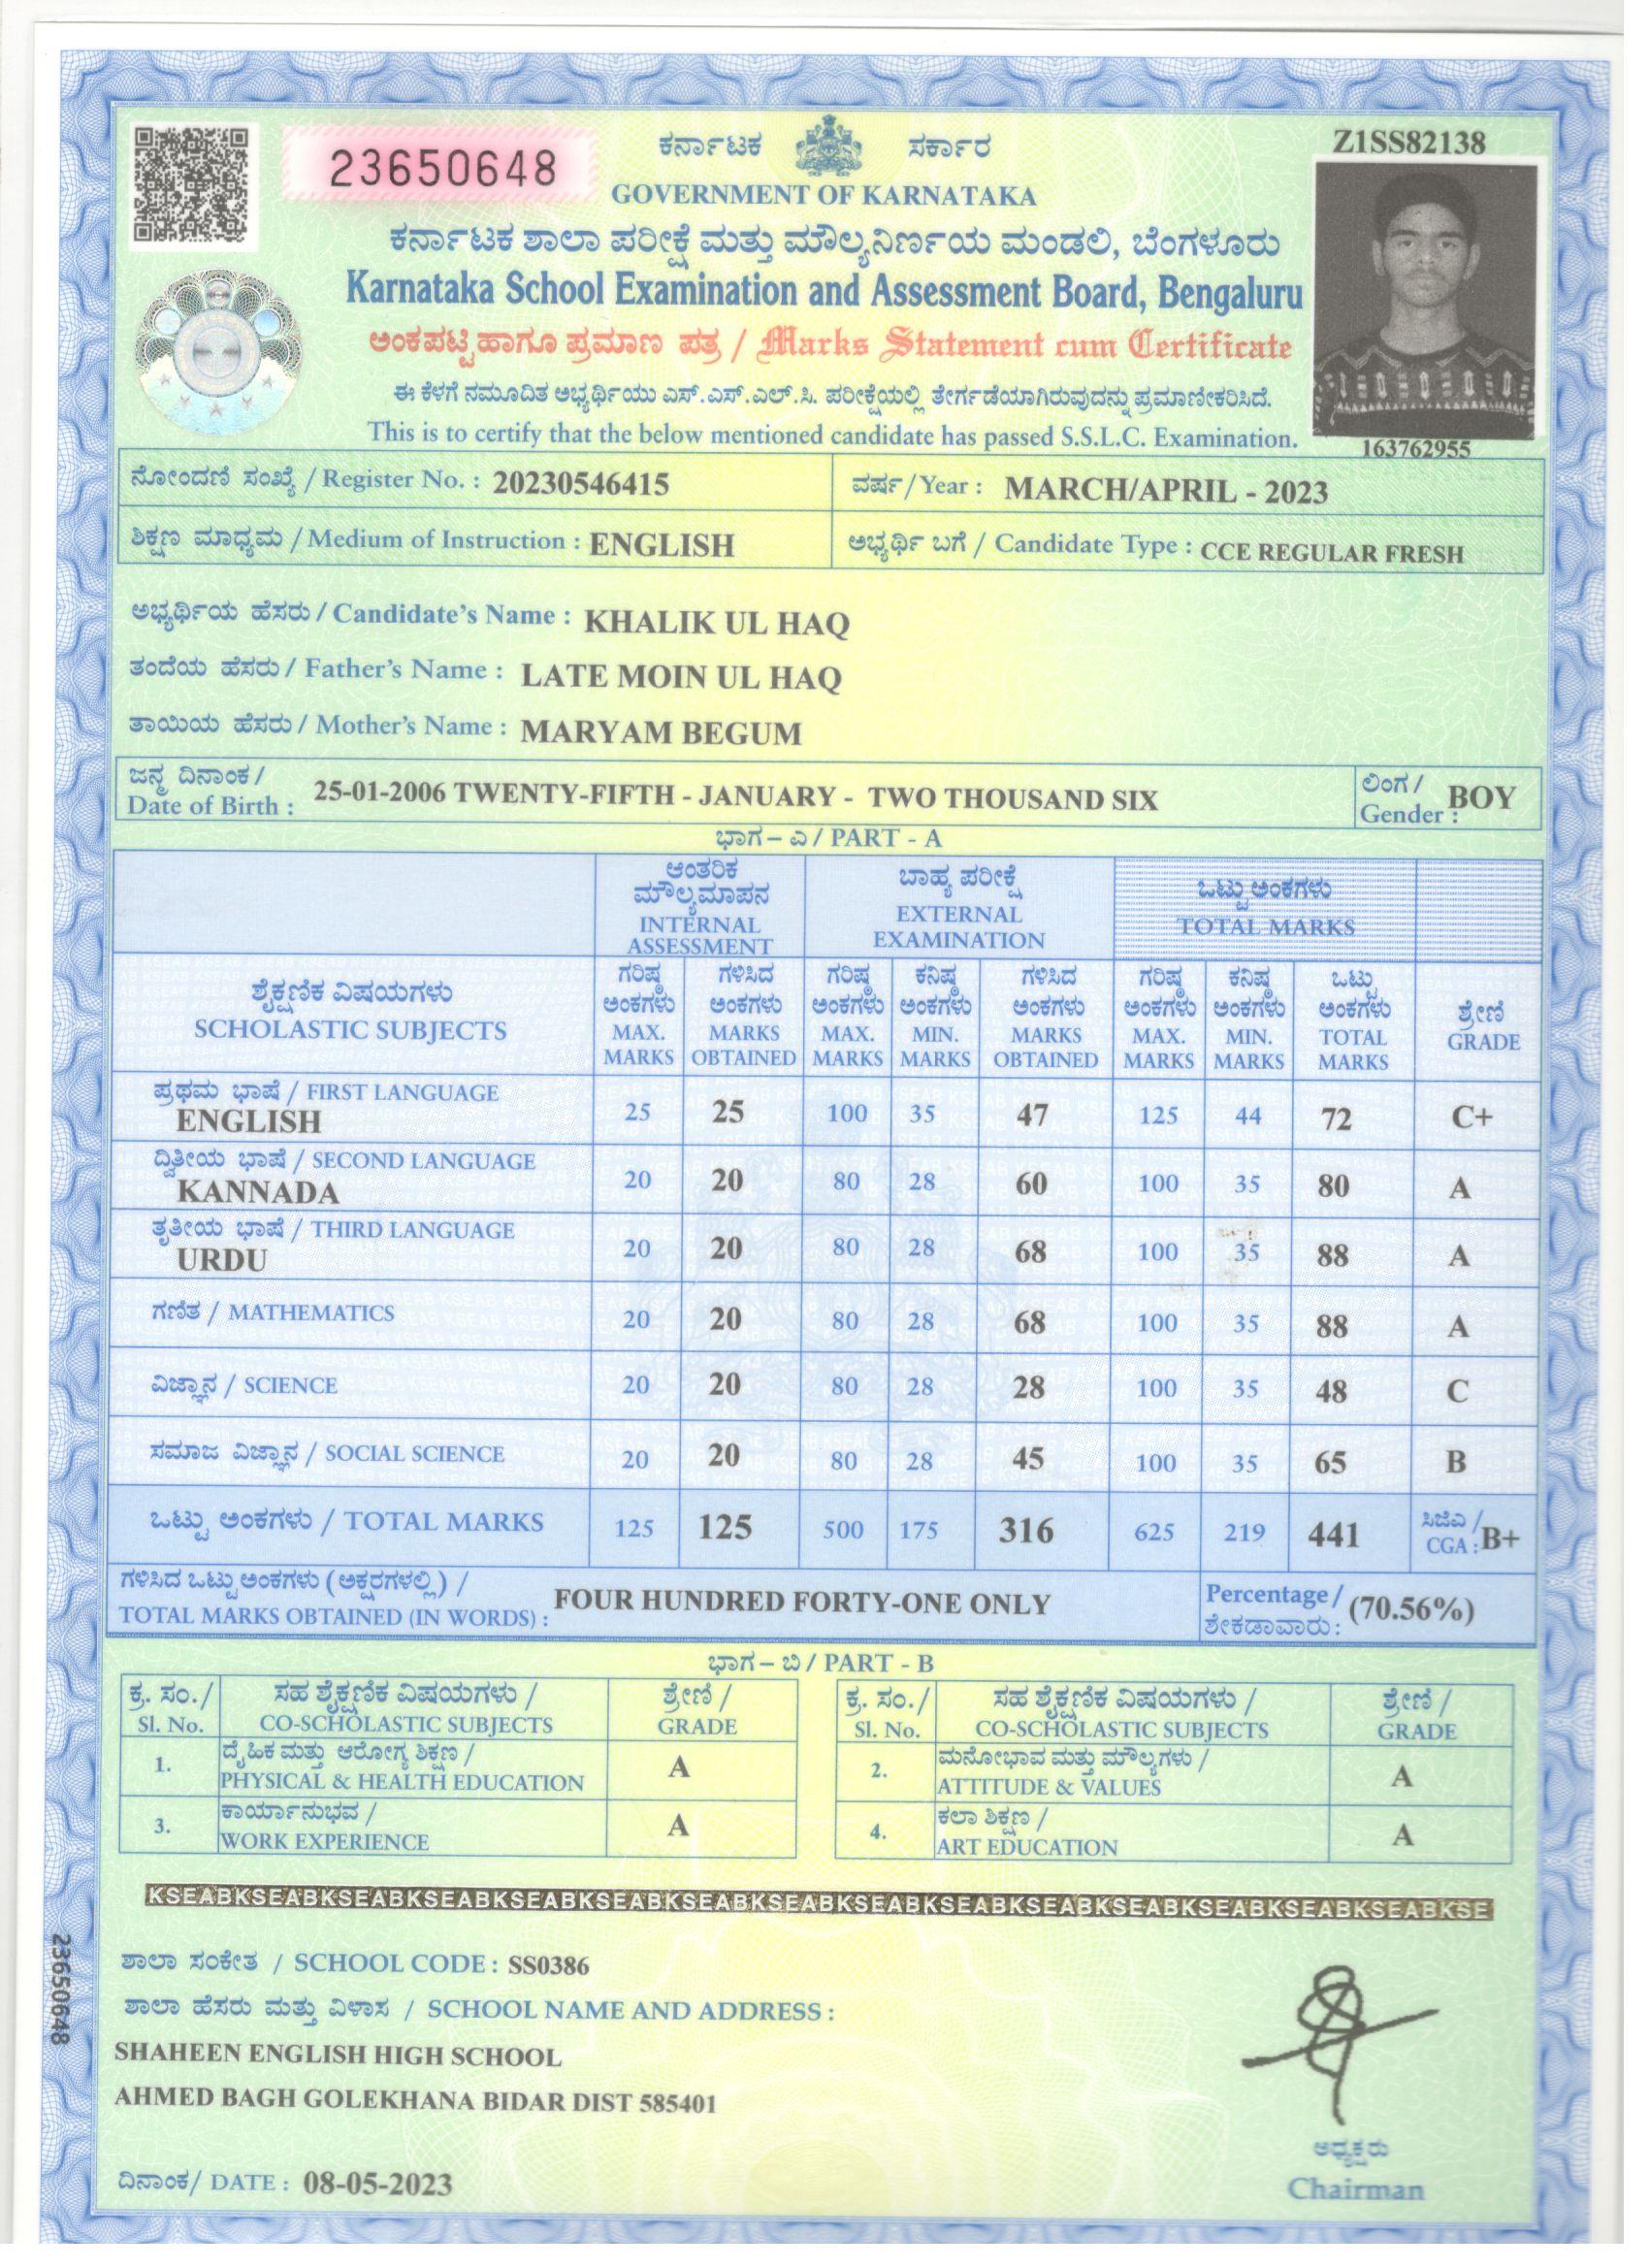 23650648
ಕರ್ನಾಟಕ ಸರ್ಕಾರ
Z1SS82138
GOVERNMENT OF KARNATAKA
ಕರ್ನಾಟಕ ಶಾಲಾ ಪರೀಕ್ಷೆ ಮತ್ತು ಮೌಲ್ಯನಿರ್ಣಯ ಮಂಡಲಿ, ಬೆಂಗಳೂರು
Karnataka School Examination and Assessment Board, Bengaluru
ಅಂಕಪಟ್ಟಿ ಹಾಗೂ ಪ್ರಮಾಣ ಪತ್ರ / Marks Statement cum Certificate
ಈ ಕೆಳಗೆ ನಮೂದಿತ ಅಭ್ಯರ್ಥಿಯು ಎಸ್.ಎಸ್.ಎಲ್.ಸಿ. ಪರೀಕ್ಷೆಯಲ್ಲಿ ತೇರ್ಗಡೆಯಾಗಿರುವುದನ್ನು ಪ್ರಮಾಣೀಕರಿಸಿದೆ.
This is to certify that the below mentioned candidate has passed S.S.L.C. Examination.
163762955
ನೋಂದಣಿ ಸಂಖ್ಯೆ / Register No. : 20230546415 ವರ್ಷ / Year : MARCH/APRIL - 2023
ಶಿಕ್ಷಣ ಮಾಧ್ಯಮ / Medium of Instruction : ENGLISH ಅಭ್ಯರ್ಥಿ ಬಗೆ / Candidate Type : CCE REGULAR FRESH
ಅಭ್ಯರ್ಥಿಯ ಹೆಸರು / Candidate's Name : KHALIK UL HAQ
ತಂದೆಯ ಹೆಸರು / Father's Name : LATE MOIN UL HAQ
ತಾಯಿಯ ಹೆಸರು / Mother's Name : MARYAM BEGUM
ಜನ್ಮ ದಿನಾಂಕ / ಲಿಂಗ /
Date of Birth : 25-01-2006 TWENTY-FIFTH - JANUARY - TWO THOUSAND SIX Gender : BOY
ಭಾಗ – ಎ / PART - A
ಆಂತರಿಕ ಮೌಲ್ಯಮಾಪನ ಬಾಹ್ಯ ಪರೀಕ್ಷೆ ಒಟ್ಟು ಅಂಕಗಳು
INTERNAL ASSESSMENT EXTERNAL EXAMINATION TOTAL MARKS
ಶೈಕ್ಷಣಿಕ ವಿಷಯಗಳು ಗರಿಷ್ಠ ಅಂಕಗಳು ಗಳಿಸಿದ ಅಂಕಗಳು ಗರಿಷ್ಠ ಅಂಕಗಳು ಕನಿಷ್ಠ ಅಂಕಗಳು ಗಳಿಸಿದ ಅಂಕಗಳು ಗರಿಷ್ಠ ಅಂಕಗಳು ಕನಿಷ್ಠ ಅಂಕಗಳು ಒಟ್ಟು ಅಂಕಗಳು ಶ್ರೇಣಿ
SCHOLASTIC SUBJECTS MAX. MARKS MARKS OBTAINED MAX. MARKS MIN. MARKS MARKS OBTAINED MAX. MARKS MIN. MARKS TOTAL MARKS GRADE
ಪ್ರಥಮ ಭಾಷೆ / FIRST LANGUAGE
ENGLISH 25 25 100 35 47 125 44 72 C+
ದ್ವಿತೀಯ ಭಾಷೆ / SECOND LANGUAGE
KANNADA 20 20 80 28 60 100 35 80 A
ತೃತೀಯ ಭಾಷೆ / THIRD LANGUAGE
URDU 20 20 80 28 68 100 35 88 A
ಗಣಿತ / MATHEMATICS 20 20 80 28 68 100 35 88 A
ವಿಜ್ಞಾನ / SCIENCE 20 20 80 28 28 100 35 48 C
ಸಮಾಜ ವಿಜ್ಞಾನ / SOCIAL SCIENCE 20 20 80 28 45 100 35 65 B
ಒಟ್ಟು ಅಂಕಗಳು / TOTAL MARKS 125 125 500 175 316 625 219 441 ಸಿಜಿಎ / CGA : B+
ಗಳಿಸಿದ ಒಟ್ಟು ಅಂಕಗಳು (ಅಕ್ಷರಗಳಲ್ಲಿ) / Percentage /
TOTAL MARKS OBTAINED (IN WORDS) : FOUR HUNDRED FORTY-ONE ONLY ಶೇಕಡಾವಾರು : (70.56%)
ಭಾಗ – ಬಿ / PART - B
ಕ್ರ. ಸಂ./ ಸಹ ಶೈಕ್ಷಣಿಕ ವಿಷಯಗಳು / ಶ್ರೇಣಿ / ಕ್ರ. ಸಂ./ ಸಹ ಶೈಕ್ಷಣಿಕ ವಿಷಯಗಳು / ಶ್ರೇಣಿ /
Sl. No. CO-SCHOLASTIC SUBJECTS GRADE Sl. No. CO-SCHOLASTIC SUBJECTS GRADE
ದೈಹಿಕ ಮತ್ತು ಆರೋಗ್ಯ ಶಿಕ್ಷಣ / ಮನೋಭಾವ ಮತ್ತು ಮೌಲ್ಯಗಳು /
1. PHYSICAL & HEALTH EDUCATION A 2. ATTITUDE & VALUES A
ಕಾರ್ಯಾನುಭವ / ಕಲಾ ಶಿಕ್ಷಣ /
3. WORK EXPERIENCE A 4. ART EDUCATION A
KSEABKSEABKSEABKSEABKSEABKSEABKSEABKSEABKSEABKSEABKSEABKSEABKSEABKSEABKSEABKSEABKSE
23650648
ಶಾಲಾ ಸಂಕೇತ / SCHOOL CODE : SS0386
ಶಾಲಾ ಹೆಸರು ಮತ್ತು ವಿಳಾಸ / SCHOOL NAME AND ADDRESS :
SHAHEEN ENGLISH HIGH SCHOOL
AHMED BAGH GOLEKHANA BIDAR DIST 585401
ಅಧ್ಯಕ್ಷರು
ದಿನಾಂಕ/ DATE : 08-05-2023
Chairman